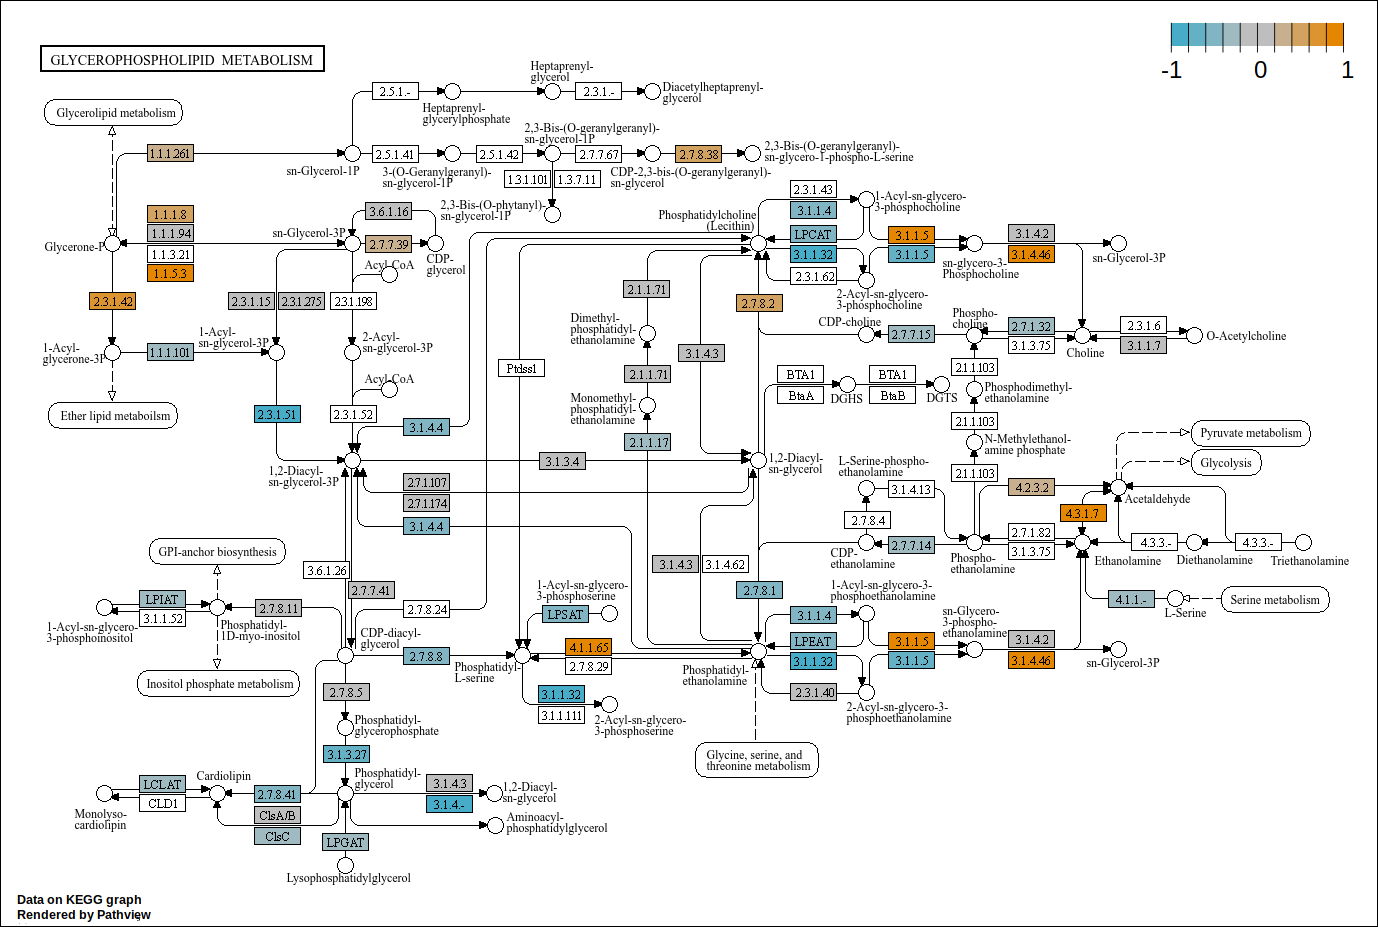 GLYCEROPHOSPHOLIPID METABOLISM
-1 0 1
Heptaprenyl-
glycerol
2.5.1.-
2.3.1.-
Diacetylheptaprenyl-
glycerol
Heptaprenyl-
glycerylphosphate
Glycerolipid metabolism
2,3-Bis-(O-geranylgeranyl)-
sn-glycerol-1P
1.1.1.261
2.5.1.41
2.5.1.42
2.7.7.67
2.7.8.38
2,3-Bis-(O-geranylgeranyl)-
sn-glycero-1-phospho-L-serine
sn-Glycerol-1P
3-(O-Geranylgeranyl)-
sn-glycerol-1P
1.3.1.101
1.3.7.11
CDP-2,3-bis-(O-geranylgeranyl)-
sn-glycerol
2,3-Bis-(O-phytanyl)-
sn-glycerol-1P
1.1.1.8
1.1.1.94
1.1.3.21
1.1.5.3
Glycerone-P
sn-Glycerol-3P
3.6.1.16
2.7.7.39
CDP-
glycerol
Phosphatidylcholine
(Lecithin)
2.3.1.43
3.1.1.4
LPCAT
3.1.1.32
2.3.1.62
1-Acyl-sn-glycero-
3-phosphocholine
3.1.1.5
3.1.1.5
sn-glycero-3-
Phosphocholine
3.1.4.2
3.1.4.46
sn-Glycerol-3P
2-Acyl-sn-glycero-
3-phosphocholine
Acyl-CoA
2.3.1.42
2.3.1.15
2.3.1.275
2.3.1.198
2.1.1.71
2.7.8.2
CDP-choline
2.7.7.15
Phospho-
choline
2.7.1.32
3.1.3.75
Choline
2.3.1.6
3.1.1.7
O-Acetylcholine
1-Acyl-
glycerone-3P
1.1.1.101
1-Acyl-
sn-glycerol-3P
2-Acyl-
sn-glycerol-3P
Dimethyl-
phosphatidyl-
ethanolamine
3.1.4.3
Ptdss1
2.1.1.71
2.1.1.103
BTA1
BtaA
DGHS
BTA1
BtaB
DGTS
Phosphodimethyl-
ethanolamine
Acyl-CoA
Ether lipid metaboilsm
2.3.1.51
2.3.1.52
3.1.4.4
Monomethyl-
phosphatidyl-
ethanolamine
2.1.1.17
2.1.1.103
N-Methylethanol-
amine phosphate
Pyruvate metabolism
Glycolysis
1,2-Diacyl-
sn-glycerol-3P
3.1.3.4
1,2-Diacyl-
sn-glycerol
L-Serine-phospho-
ethanolamine
2.1.1.103
2.7.1.107
2.7.1.174
3.1.4.4
3.1.4.13
4.2.3.2
Acetaldehyde
4.3.1.7
2.7.8.4
2.7.7.14
CDP-
ethanolamine
Phospho-
ethanolamine
2.7.1.82
3.1.3.75
Ethanolamine
4.3.3.-
Diethanolamine
4.3.3.-
Triethanolamine
GPI-anchor biosynthesis
3.6.1.26
2.7.7.41
3.1.4.3
3.1.4.62
2.7.8.1
1-Acyl-sn-glycero-
3-phosphoserine
LPSAT
1-Acyl-sn-glycero-3-
phosphoethanolamine
4.1.1.-
L-Serine
Serine metabolism
LPIAT
3.1.1.52
1-Acyl-sn-glycero-
3-phosphoinositol
2.7.8.11
Phosphatidyl-
1D-myo-inositol
2.7.8.24
CDP-diacyl-
glycerol
2.7.8.8
Phosphatidyl-
L-serine
4.1.1.65
2.7.8.29
Phosphatidyl-
ethanolamine
3.1.1.4
LPEAT
3.1.1.32
2.3.1.40
3.1.1.5
3.1.1.5
sn-Glycero-
3-phospho-
ethanolamine
3.1.4.2
3.1.4.46
sn-Glycerol-3P
Inositol phosphate metabolism
2.7.8.5
3.1.1.32
3.1.1.111
2-Acyl-sn-glycero-
3-phosphoserine
2-Acyl-sn-glycero-3-
phosphoethanolamine
Phosphatidyl-
glycerophosphate
3.1.3.27
Glycine, serine, and
threonine metabolism
LCLAT
CLD1
Monolyso-
cardiolipin
Cardiolipin
2.7.8.41
ClsA/B
ClsC
Phosphatidyl-
glycerol
3.1.4.3
3.1.4.-
1,2-Diacyl-
sn-glycerol
Aminoacyl-
phosphatidylglycerol
LPGAT
Lysophosphatidylglycerol
Data on KEGG graph
Rendered by Pathview